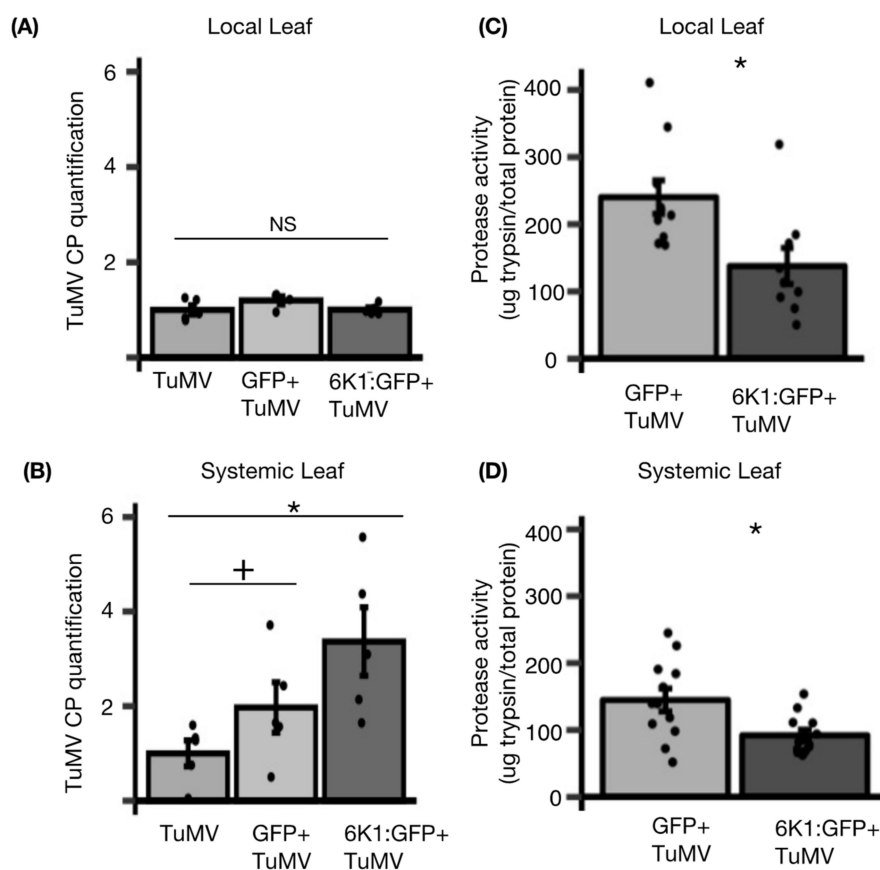 (A)
Local Leaf
TuMV CP quantification
6
4
2
NS
TuMV
GFP+
TuMV
6K1:GFP+
TuMV
(C)
Local Leaf
*
Protease activity
(ug trypsin/total protein)
400
300
200
100
0
GFP+
TuMV
6K1:GFP+
TuMV
(B)
Systemic Leaf
TuMV CP quantification
6
4
2
*
+
TuMV
GFP+
TuMV
6K1:GFP+
TuMV
(D)
Systemic Leaf
*
Protease activity
(ug trypsin/total protein)
400
300
200
100
0
GFP+
TuMV
6K1:GFP+
TuMV